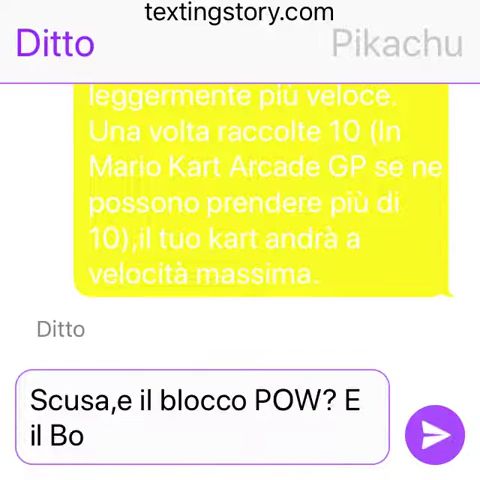 textingstory.com
Ditto
Pikachu
leggermente più veloce.
Una volta raccolte 10 (In
Mario Kart Arcade GP se ne
possono prendere più di
10),il tuo kart andrà a
velocità massima.
Ditto
Scusa,e il blocco POW? E
il Bo